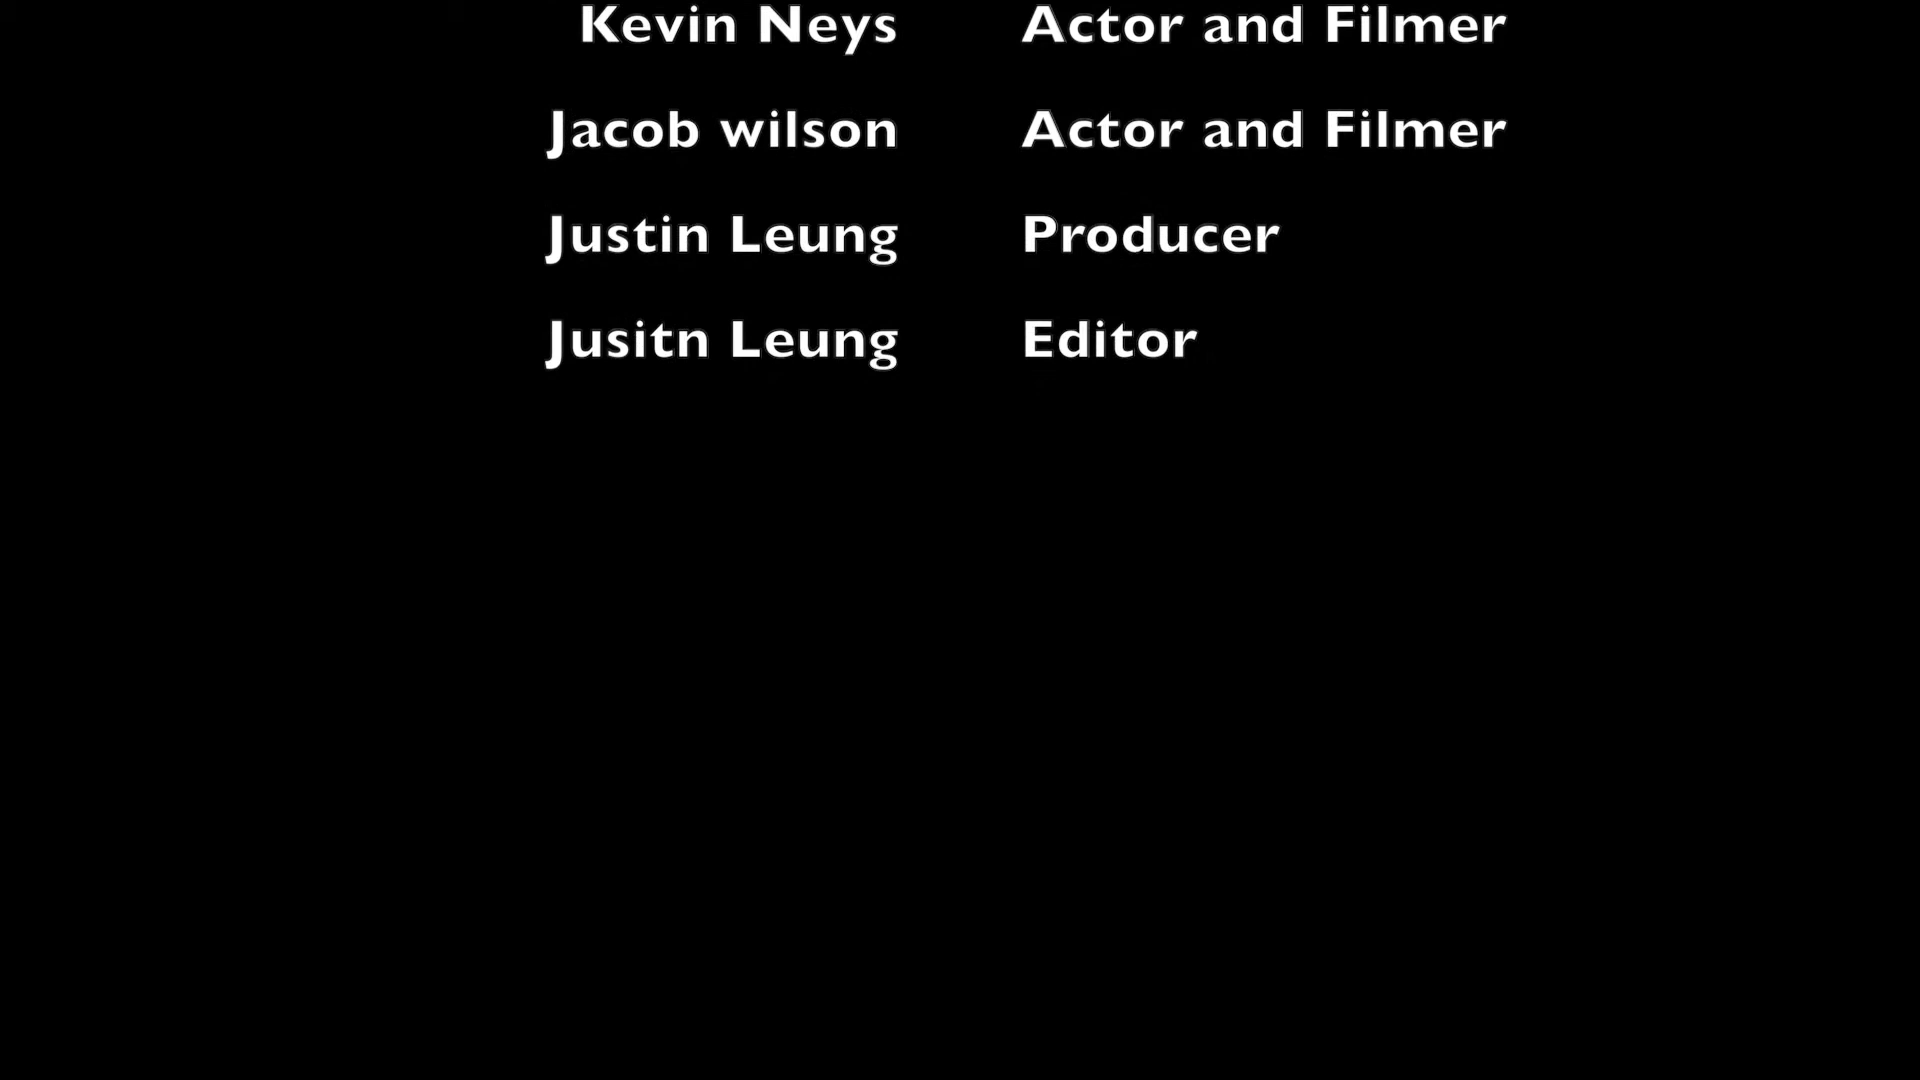 Kevin Neys Actor and Filmer
Jacob wilson Actor and Filmer
Justin Leung Producer
Jusitn Leung Editor